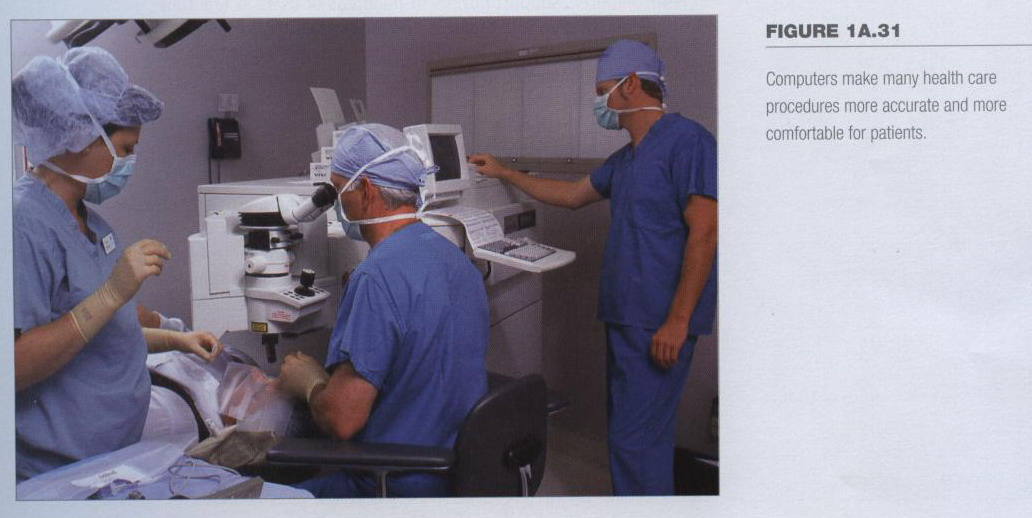 FIGURE 1A.31
Computers make many health care
procedures more accurate and more
comfortable for patients.